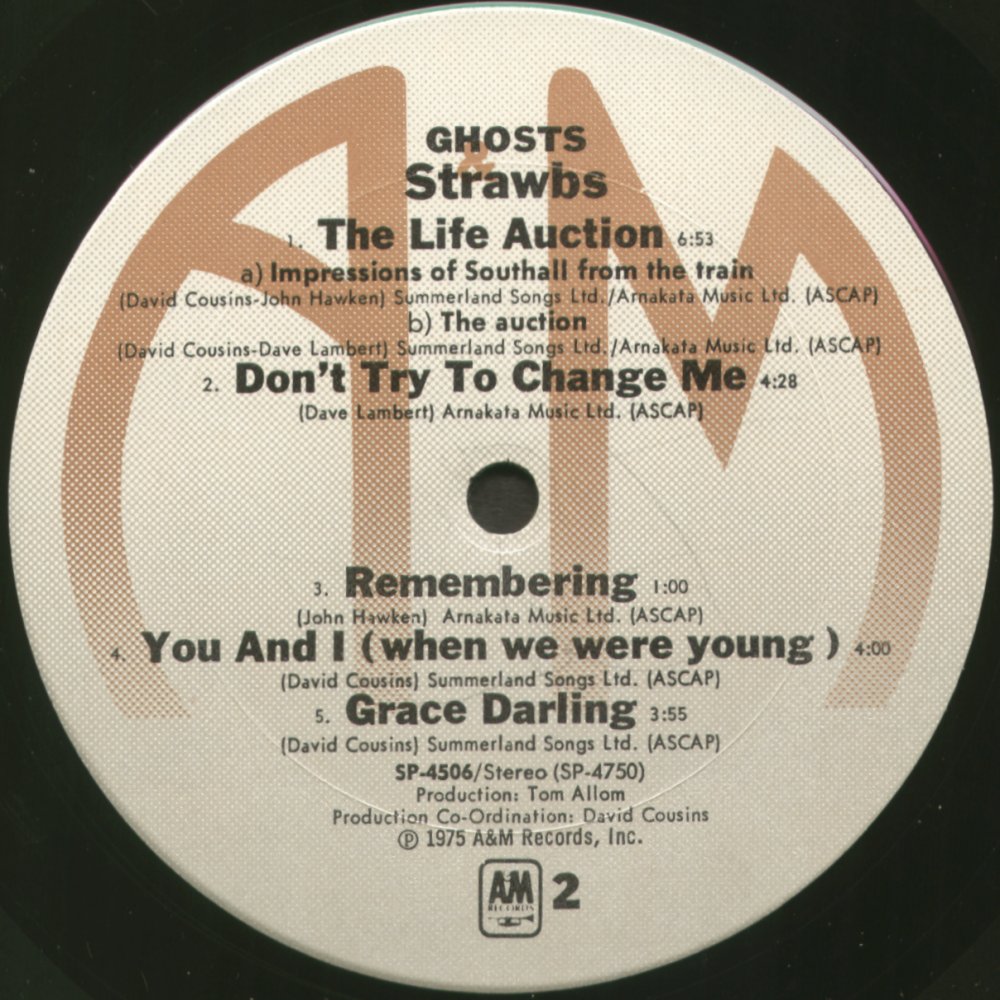 GHOSTS
Strawbs
1. The Life Auction 6:53
a) Impressions of Southall from the train
(David Cousins-John Hawken) Summerland Songs Ltd./Arnakata Music Ltd. (ASCAP)
b) The auction
(David Cousins-Dave Lambert) Summerland Songs Ltd./Arnakata Music Ltd. (ASCAP)
2. Don't Try To Change Me 4:28
(Dave Lambert) Arnakata Music Ltd. (ASCAP)
3. Remembering 1:00
(John Hawken) Arnakata Music Ltd. (ASCAP)
4. You And I (when we were young ) 4:00
(David Cousins) Summerland Songs Ltd. (ASCAP)
5. Grace Darling 3:55
(David Cousins) Summerland Songs Ltd. (ASCAP)
SP-4506/Stereo (SP-4750)
Production: Tom Allom
Production Co-Ordination: David Cousins
℗ 1975 A&M Records, Inc.
A&M
RECORDS
2